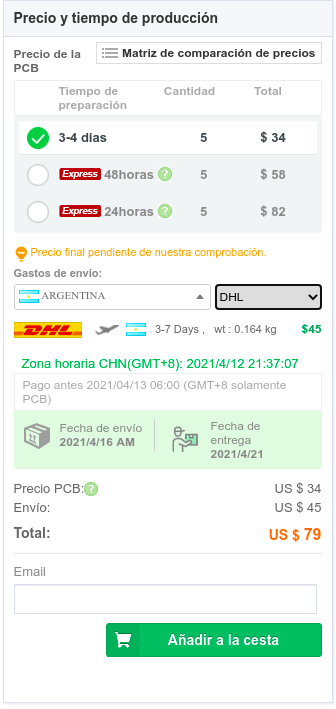 Precio y tiempo de producción
Precio de la PCB
Matriz de comparación de precios
Tiempo de preparación Cantidad Total
3-4 días 5 $ 34
Express 48horas ? 5 $ 58
Express 24horas ? 5 $ 82
Precio final pendiente de nuestra comprobación.
Gastos de envío:
ARGENTINA DHL
DHL 3-7 Days , wt : 0.164 kg $45
Zona horaria CHN(GMT+8): 2021/4/12 21:37:07
Pago antes 2021/04/13 06:00 (GMT+8 solamente
PCB)
Fecha de envío
2021/4/16 AM
Fecha de
entrega
2021/4/21
Precio PCB:? US $ 34
Envío: US $ 45
Total: US $ 79
Email
Añadir a la cesta